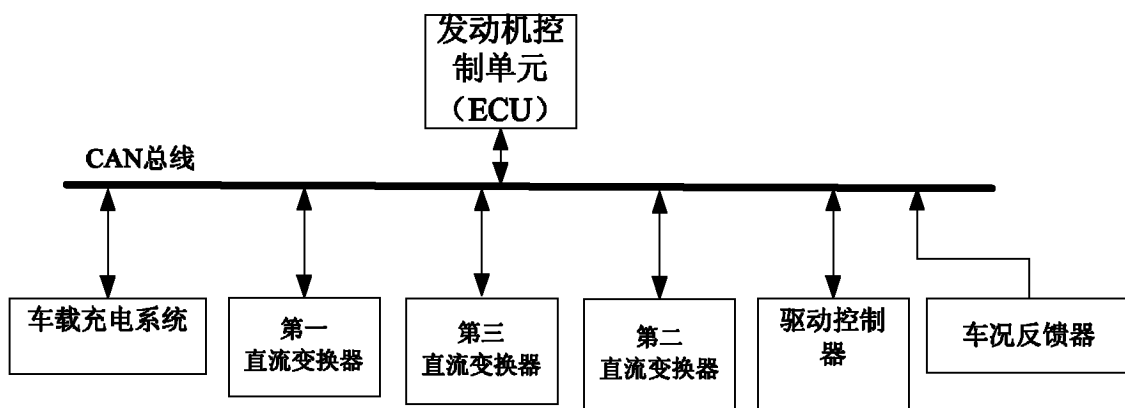 发动机控
制单元
（ECU）
CAN总线
车载充电系统
第一
直流变换器
第三
直流变换器
第二
直流变换器
驱动控制
器
车况反馈器